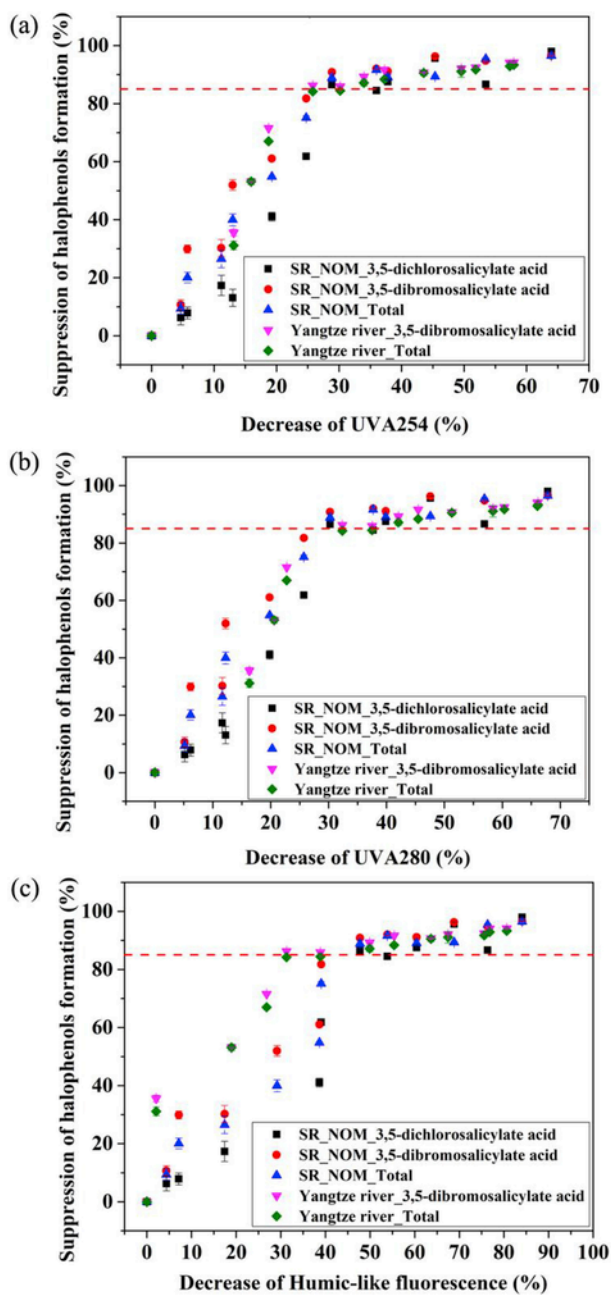 (a)
Suppression of halophenols formation (%)
100
80
60
40
20
0
SR_NOM_3,5-dichlorosalicylate acid
SR_NOM_3,5-dibromosalicylate acid
SR_NOM_Total
Yangtze river_3,5-dibromosalicylate acid
Yangtze river_Total
0 10 20 30 40 50 60 70
Decrease of UVA254 (%)
(b)
Suppression of halophenols formation (%)
100
80
60
40
20
0
SR_NOM_3,5-dichlorosalicylate acid
SR_NOM_3,5-dibromosalicylate acid
SR_NOM_Total
Yangtze river_3,5-dibromosalicylate acid
Yangtze river_Total
0 10 20 30 40 50 60 70
Decrease of UVA280 (%)
(c)
Suppression of halophenols formation (%)
100
80
60
40
20
0
SR_NOM_3,5-dichlorosalicylate acid
SR_NOM_3,5-dibromosalicylate acid
SR_NOM_Total
Yangtze river_3,5-dibromosalicylate acid
Yangtze river_Total
0 10 20 30 40 50 60 70 80 90 100
Decrease of Humic-like fluorescence (%)